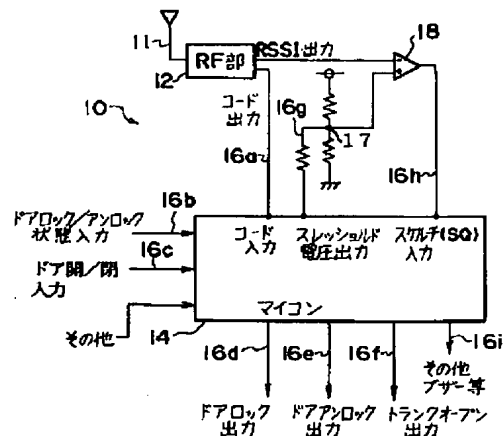 11
RF部
12
RSSI出力
18
10
コード
出力
16g
17
16a
16h
ドアロック/アンロック
状態入力
16b
16c
ドア開/閉
入力
その他
コード
入力
スレッショルド
電圧出力
スケルチ(SQ)
入力
マイコン
14
16d
16e
16f
16i
ドアロック
出力
ドアアンロック
出力
トランクオープン
出力
その他
ブザー等